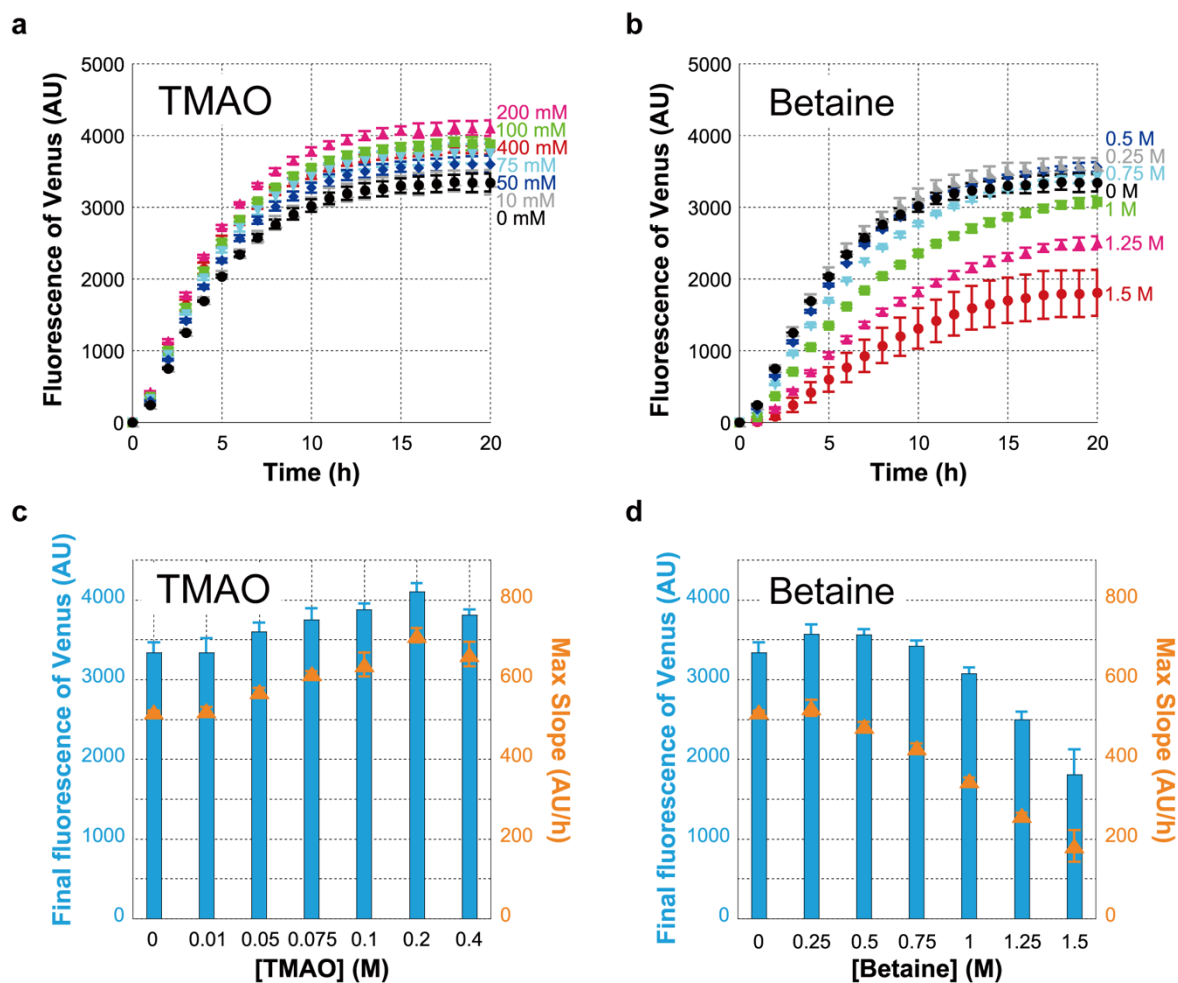 a
b
Fluorescence of Venus (AU)
5000
4000
3000
2000
1000
0
TMAO
200 mM
100 mM
400 mM
75 mM
50 mM
10 mM
0 mM
0 5 10 15 20
Time (h)
Fluorescence of Venus (AU)
5000
4000
3000
2000
1000
0
Betaine
0.5 M
0.25 M
0.75 M
0 M
1 M
1.25 M
1.5 M
0 5 10 15 20
Time (h)
c
d
Final fluorescence of Venus (AU)
4000
3000
2000
1000
0
TMAO
800
600
400
200
0
Max Slope (AU/h)
0 0.01 0.05 0.075 0.1 0.2 0.4
[TMAO] (M)
Final fluorescence of Venus (AU)
4000
3000
2000
1000
0
Betaine
800
600
400
200
0
Max Slope (AU/h)
0 0.25 0.5 0.75 1 1.25 1.5
[Betaine] (M)